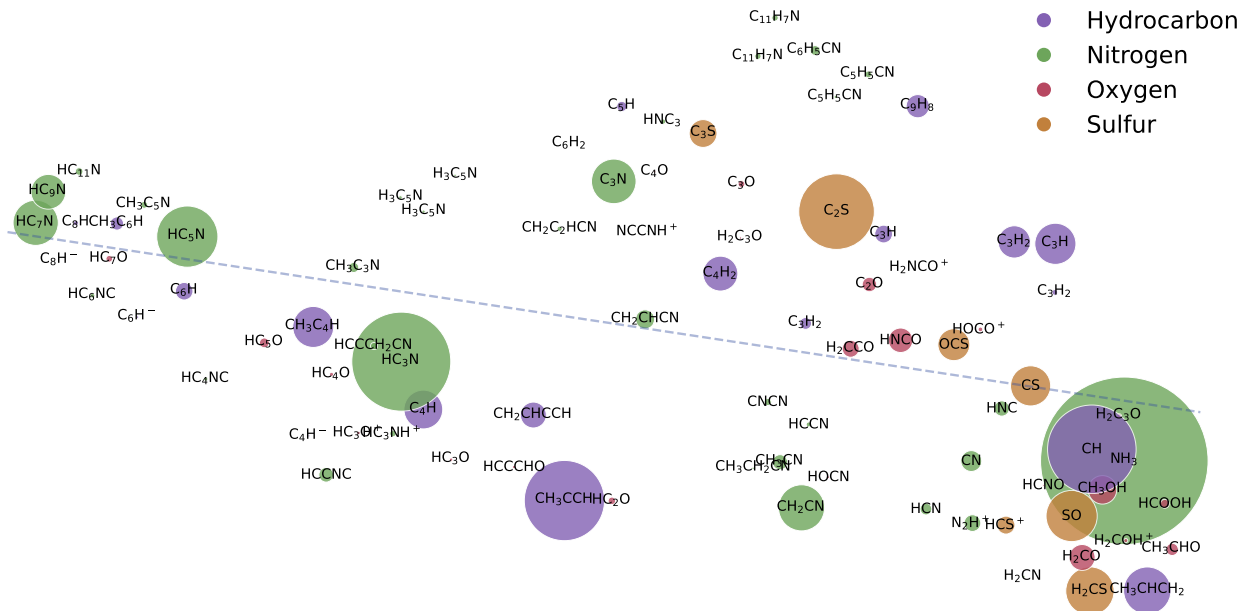 C₁₁H₇N
Hydrocarbon
C₁₁H₇N
C₆H₅CN
Nitrogen
C₅H₅CN
Oxygen
C₅H₅CN
C₉H₈
Sulfur
C₅H
HNC₃
C₃S
C₆H₂
HC₁₁N
H₃C₅N
C₃N
C₄O
C₃O
HC₉N
H₃C₅N
CH₃C₅N
H₃C₅N
C₂S
HC₇N
C₈H
CH₃C₆H
HC₅N
CH₂C₂HCN
NCCNH⁺
H₂C₃O
C₃H
C₃H₂
C₃H
C₈H⁻
HC₇O
CH₃C₃N
C₄H₂
H₂NCO⁺
C₂O
HC₆NC
C₆H
C₃H₂
C₆H⁻
CH₃C₄H
CH₂CHCN
C₃H₂
HC₅O
HCCCH₂CN
H₂CCO
HNCO
OCS
HOCO⁺
HC₃N
HC₄NC
HC₄O
CS
C₄H
CH₂CHCCH
CNCN
HCCN
HNC
H₂C₃O
C₄H⁻
HC₃O⁺
HC₃NH⁺
CH
HC₃O
HCCCHO
CH₃CH₂CN
CH₃CN
CN
NH₃
HCCNC
HOCN
HCNO
CH₃OH
CH₃CCH
HC₂O
CH₂CN
HCN
HCOOH
N₂H⁺
HCS⁺
SO
H₂COH⁺
CH₃CHO
H₂CO
H₂CN
H₂CS
CH₃CHCH₂